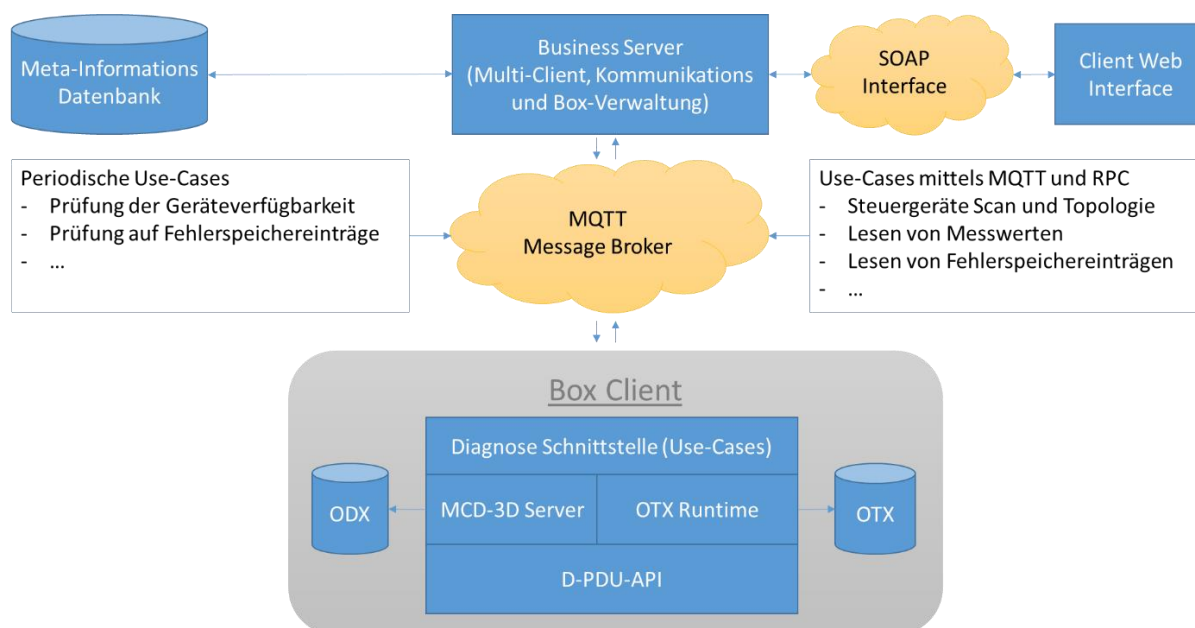 Meta-Informations
Datenbank
Business Server
(Multi-Client, Kommunikations
und Box-Verwaltung)
SOAP
Interface
Client Web
Interface
Periodische Use-Cases
- Prüfung der Geräteverfügbarkeit
- Prüfung auf Fehlerspeichereinträge
- ...
MQTT
Message Broker
Use-Cases mittels MQTT und RPC
- Steuergeräte Scan und Topologie
- Lesen von Messwerten
- Lesen von Fehlerspeichereinträgen
- ...
Box Client
Diagnose Schnittstelle (Use-Cases)
ODX
MCD-3D Server
OTX Runtime
OTX
D-PDU-API